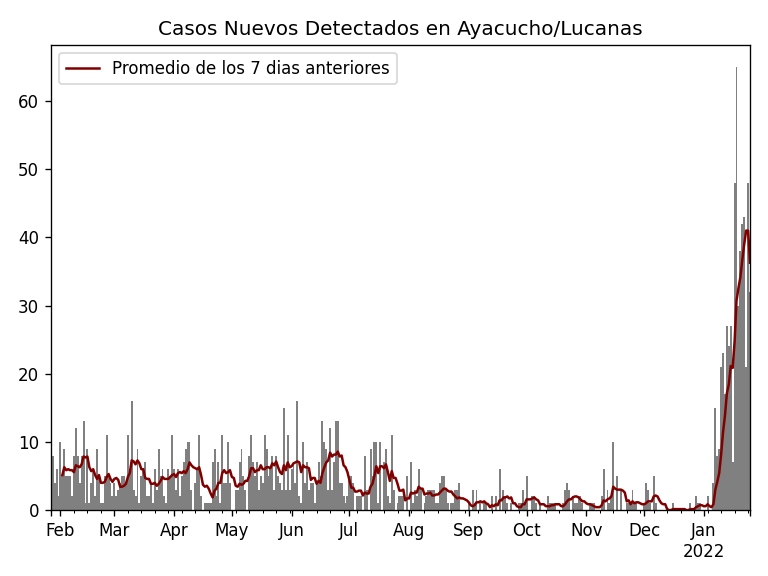 Casos Nuevos Detectados en Ayacucho/Lucanas
Promedio de los 7 dias anteriores
60
50
40
30
20
10
0
Feb Mar Apr May Jun Jul Aug Sep Oct Nov Dec Jan
2022